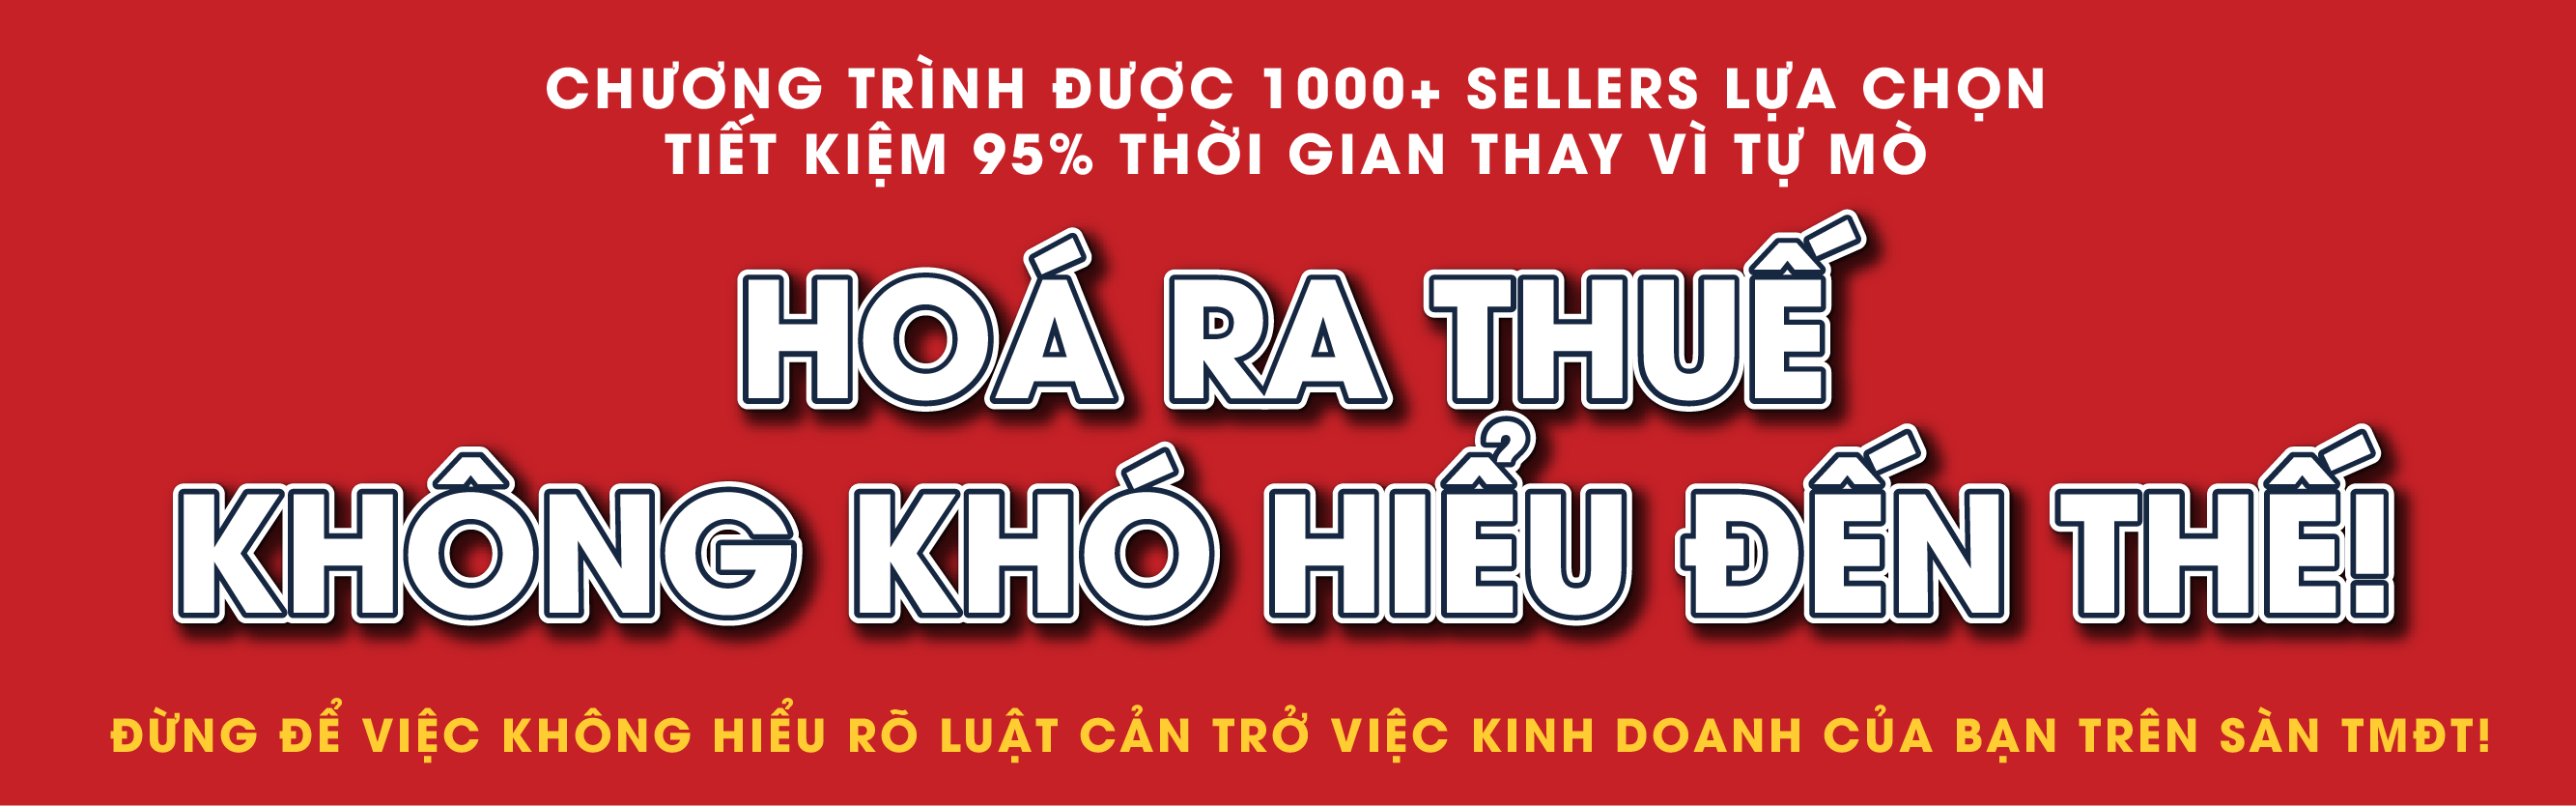 CHƯƠNG TRÌNH ĐƯỢC 1000+ SELLERS LỰA CHỌN
TIẾT KIỆM 95% THỜI GIAN THAY VÌ TỰ MÒ
HOÁ RA THUẾ
KHÔNG KHÓ HIỂU ĐẾN THẾ!
ĐỪNG ĐỂ VIỆC KHÔNG HIỂU RÕ LUẬT CẢN TRỞ VIỆC KINH DOANH CỦA BẠN TRÊN SÀN TMĐT!